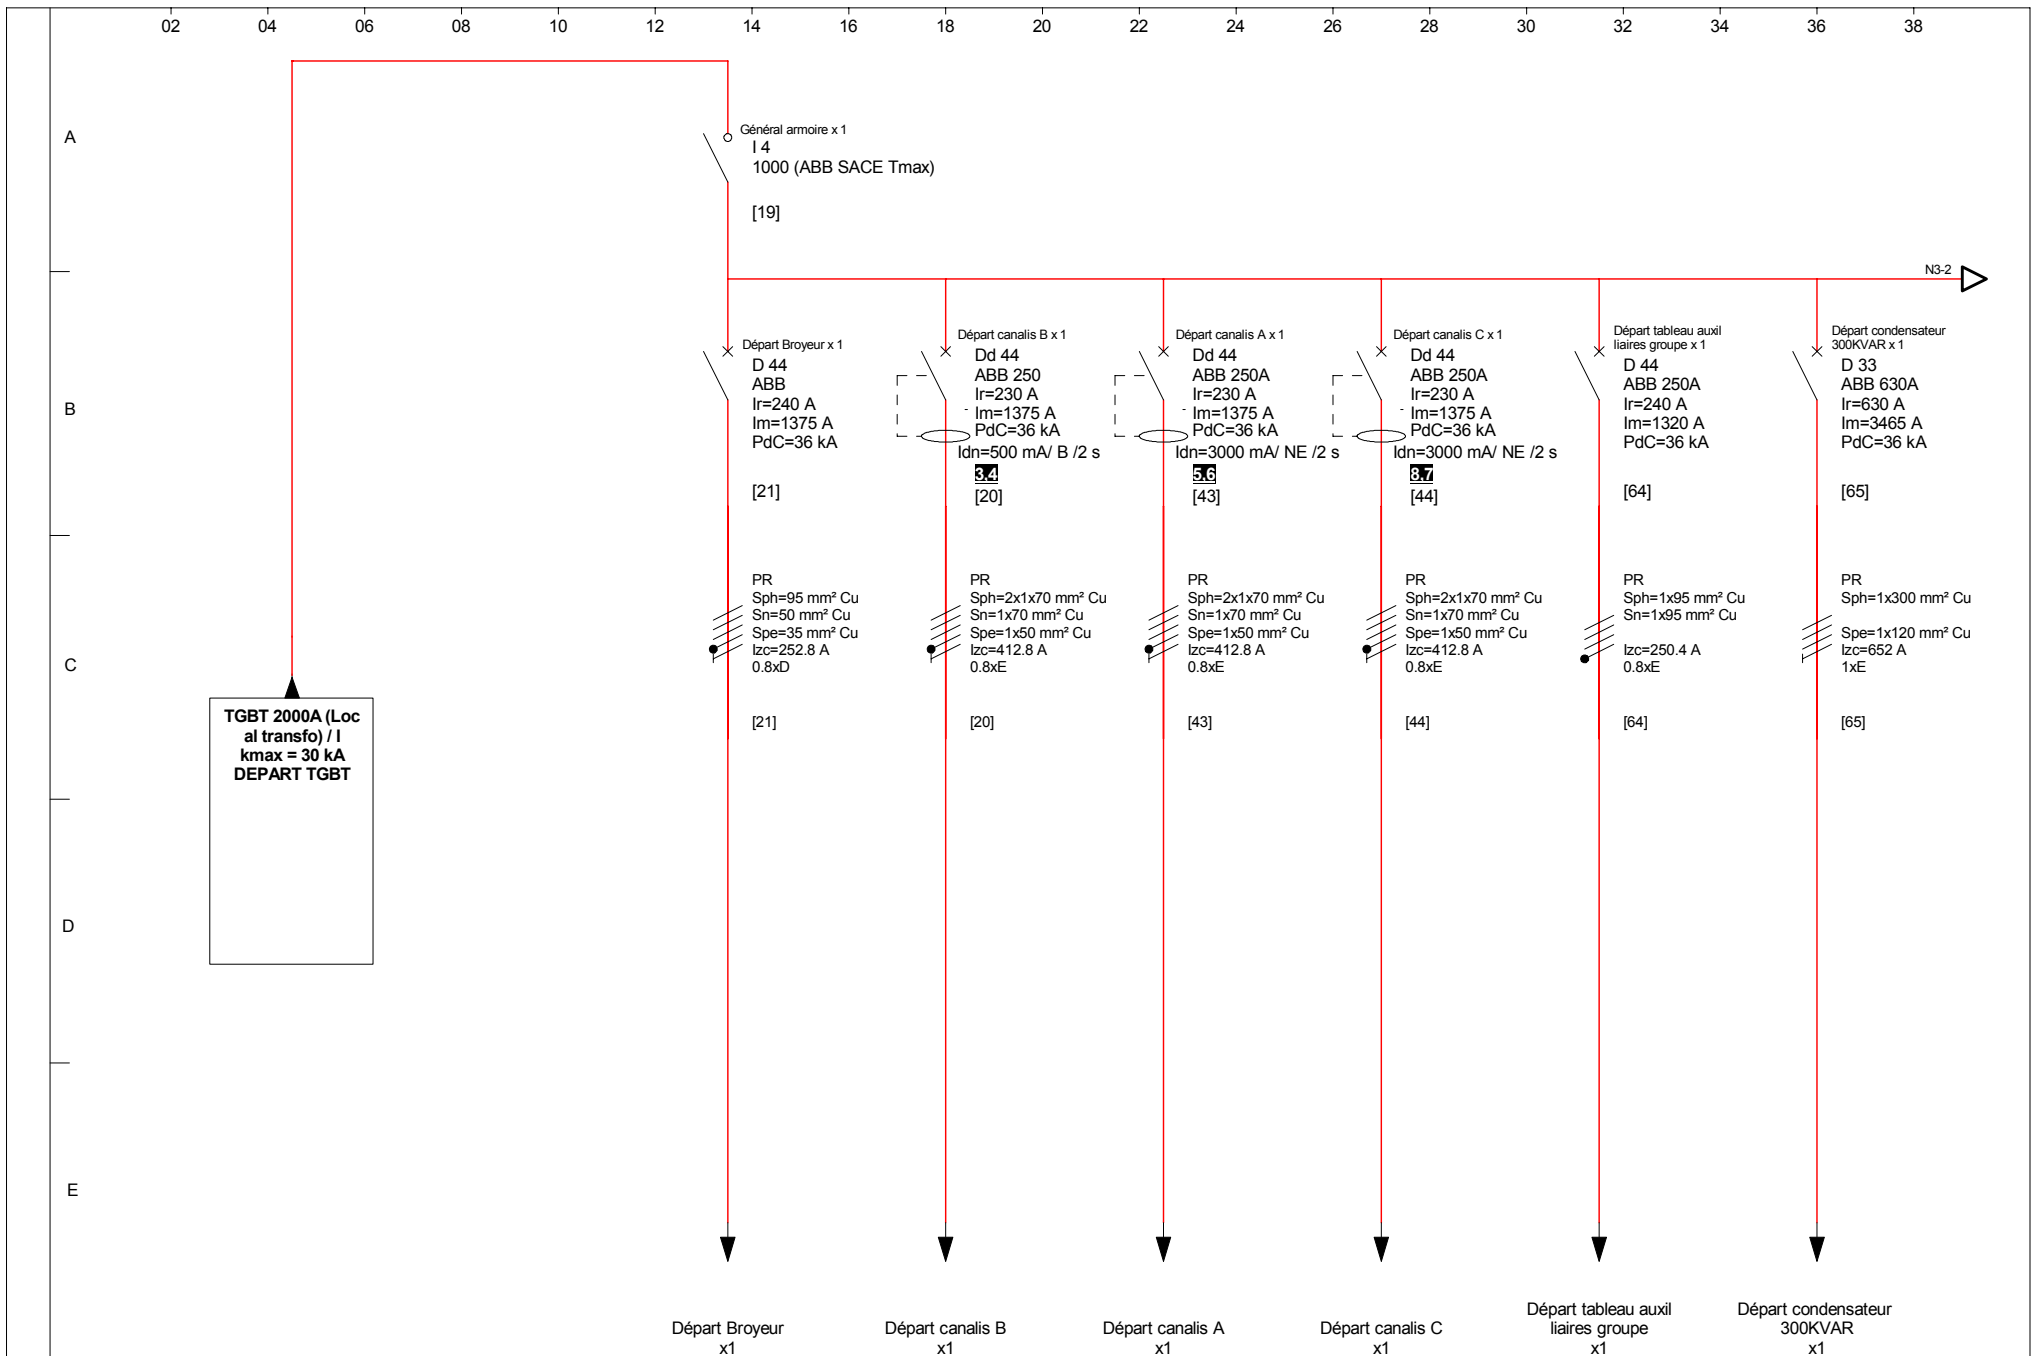 02 04 06 08 10 12 14 16 18 20 22 24 26 28 30 32 34 36 38
A
Général armoire x 1
I 4
1000 (ABB SACE Tmax)
[19]
N3-2
B
Départ Broyeur x 1
D 44
ABB
Ir=240 A
Im=1375 A
PdC=36 kA
[21]
Départ canalis B x 1
Dd 44
ABB 250
Ir=230 A
Im=1375 A
PdC=36 kA
Idn=500 mA/ B /2 s
3.4
[20]
Départ canalis A x 1
Dd 44
ABB 250A
Ir=230 A
Im=1375 A
PdC=36 kA
Idn=3000 mA/ NE /2 s
5.6
[43]
Départ canalis C x 1
Dd 44
ABB 250A
Ir=230 A
Im=1375 A
PdC=36 kA
Idn=3000 mA/ NE /2 s
8.7
[44]
Départ tableau auxil
liaires groupe x 1
D 44
ABB 250A
Ir=240 A
Im=1320 A
PdC=36 kA
[64]
Départ condensateur
300KVAR x 1
D 33
ABB 630A
Ir=630 A
Im=3465 A
PdC=36 kA
[65]
C
PR
Sph=95 mm² Cu
Sn=50 mm² Cu
Spe=35 mm² Cu
Izc=252.8 A
0.8xD
[21]
PR
Sph=2x1x70 mm² Cu
Sn=1x70 mm² Cu
Spe=1x50 mm² Cu
Izc=412.8 A
0.8xE
[20]
PR
Sph=2x1x70 mm² Cu
Sn=1x70 mm² Cu
Spe=1x50 mm² Cu
Izc=412.8 A
0.8xE
[43]
PR
Sph=2x1x70 mm² Cu
Sn=1x70 mm² Cu
Spe=1x50 mm² Cu
Izc=412.8 A
0.8xE
[44]
PR
Sph=1x95 mm² Cu
Sn=1x95 mm² Cu
Izc=250.4 A
0.8xE
[64]
PR
Sph=1x300 mm² Cu
Spe=1x120 mm² Cu
Izc=652 A
1xE
[65]
TGBT 2000A (Loc
al transfo) / I
kmax = 30 kA
DEPART TGBT
D
E
Départ Broyeur
x1
Départ canalis B
x1
Départ canalis A
x1
Départ canalis C
x1
Départ tableau auxil
liaires groupe
x1
Départ condensateur
300KVAR
x1